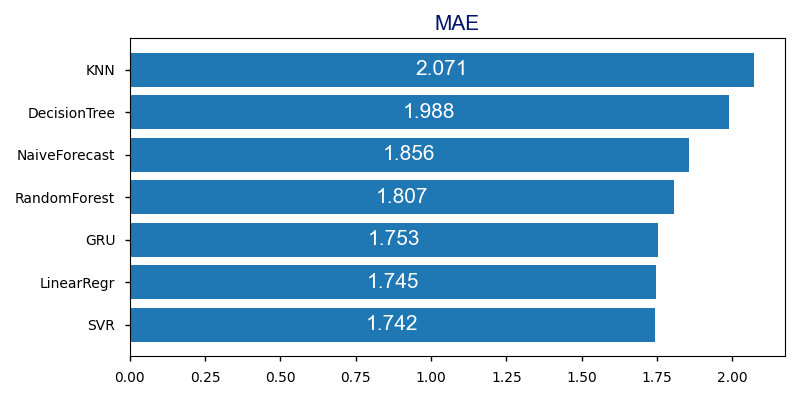 MAE
KNN 2.071
DecisionTree 1.988
NaiveForecast 1.856
RandomForest 1.807
GRU 1.753
LinearRegr 1.745
SVR 1.742
0.00 0.25 0.50 0.75 1.00 1.25 1.50 1.75 2.00